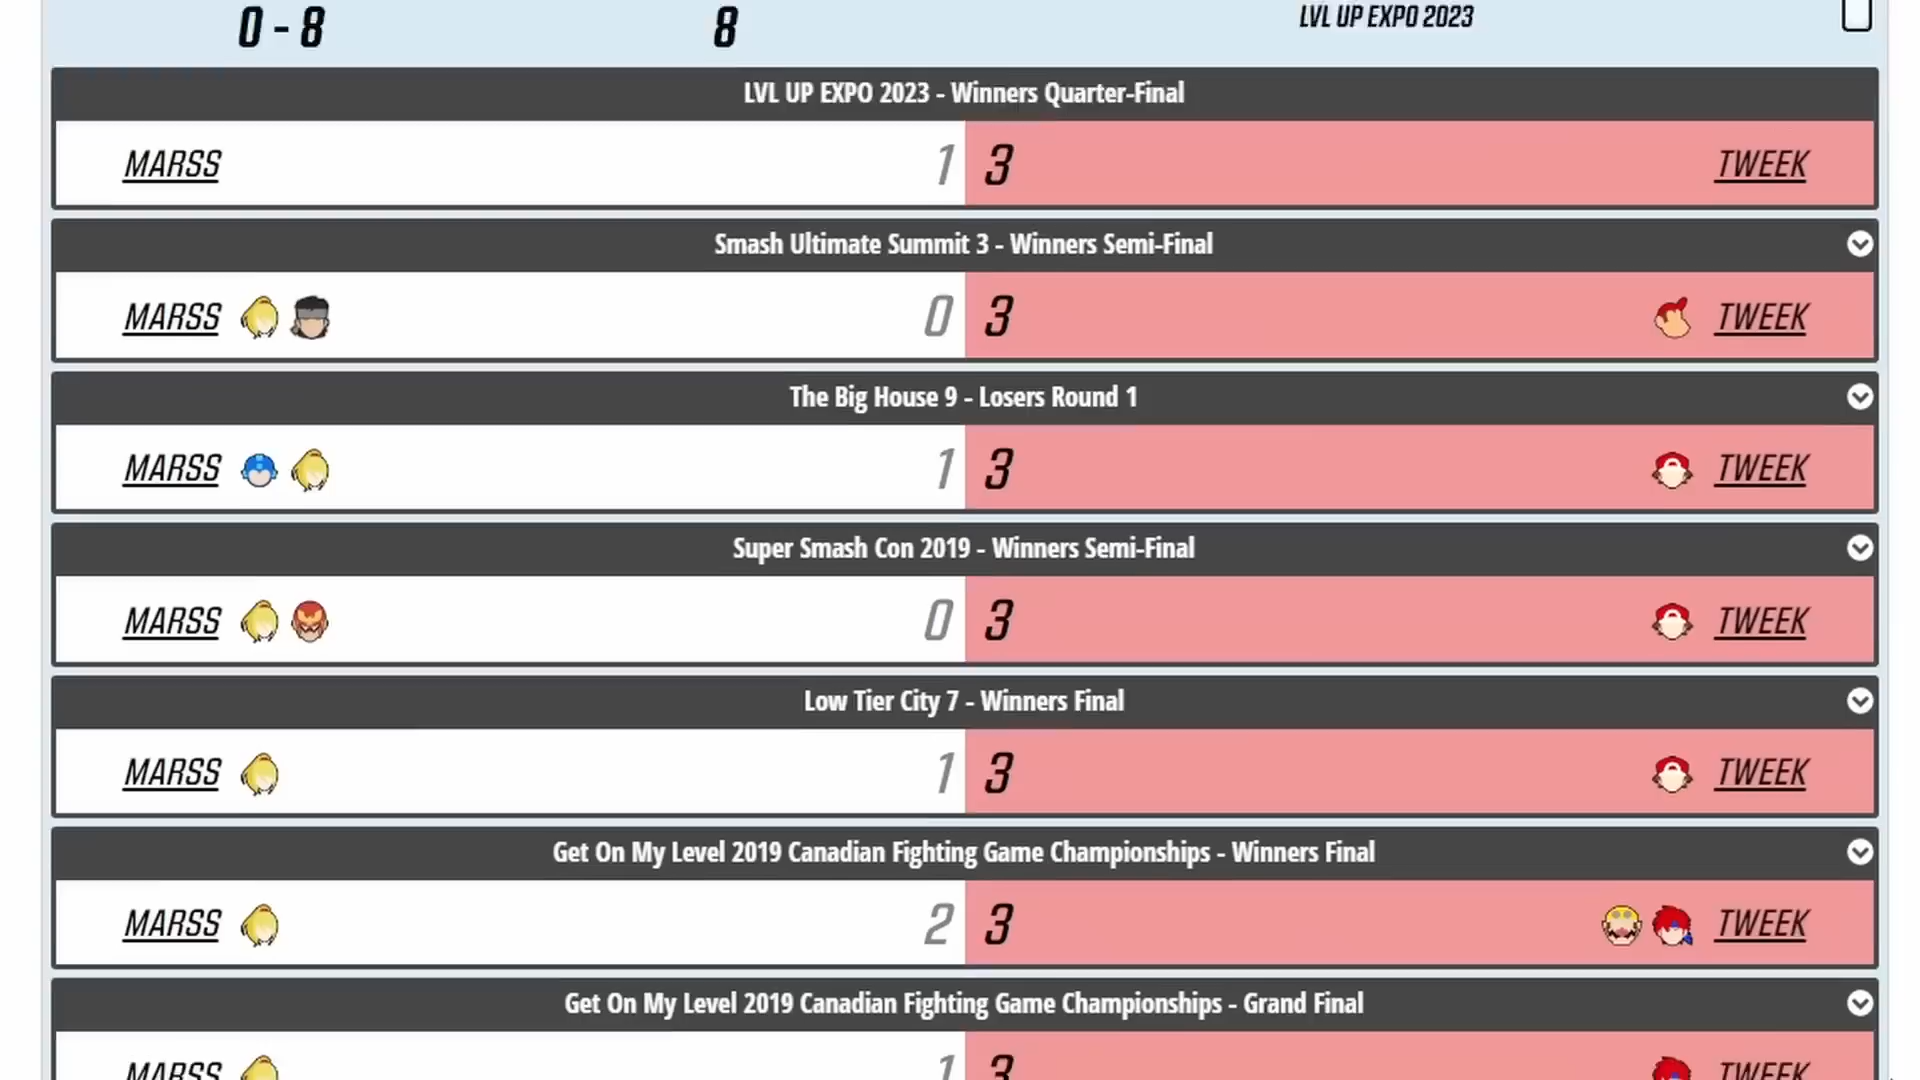 0 - 8 8 LVL UP EXPO 2023
LVL UP EXPO 2023 - Winners Quarter-Final
MARSS 1 3 TWEEK
Smash Ultimate Summit 3 - Winners Semi-Final
MARSS 0 3 TWEEK
The Big House 9 - Losers Round 1
MARSS 1 3 TWEEK
Super Smash Con 2019 - Winners Semi-Final
MARSS 0 3 TWEEK
Low Tier City 7 - Winners Final
MARSS 1 3 TWEEK
Get On My Level 2019 Canadian Fighting Game Championships - Winners Final
MARSS 2 3 TWEEK
Get On My Level 2019 Canadian Fighting Game Championships - Grand Final
MARSS 1 3 TWEEK